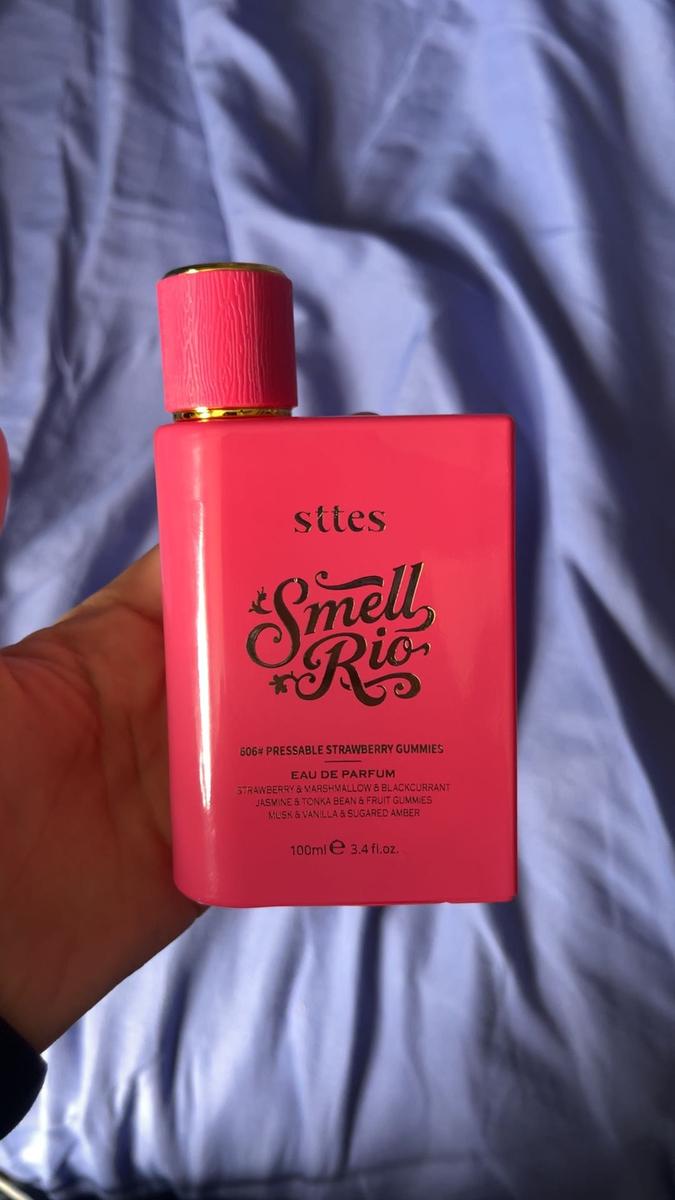 sttes
Smell
Rio
606# PRESSABLE STRAWBERRY GUMMIES
EAU DE PARFUM
STRAWBERRY & MARSHMALLOW & BLACKCURRANT
JASMINE & TONKA BEAN & FRUIT GUMMIES
MUSK & VANILLA & SUGARED AMBER
100ml e 3.4 fl.oz.